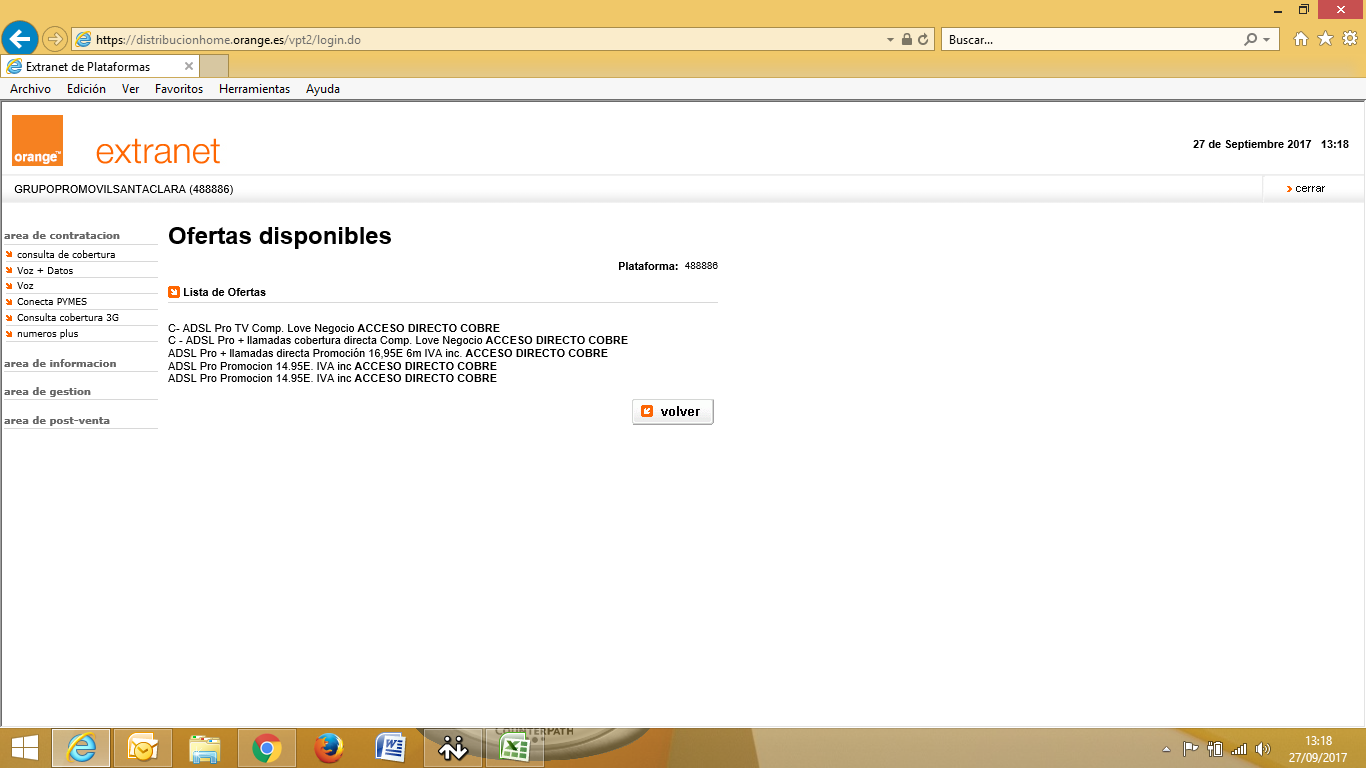 https://distribucionhome.orange.es/vpt2/login.do
Buscar...
Extranet de Plataformas
Archivo Edición Ver Favoritos Herramientas Ayuda
orange™
extranet
27 de Septiembre 2017 13:18
GRUPOPROMOVILSANTACLARA (488886)
cerrar
area de contratacion
consulta de cobertura
Voz + Datos
Voz
Conecta PYMES
Consulta cobertura 3G
numeros plus
area de informacion
area de gestion
area de post-venta
Ofertas disponibles
Plataforma: 488886
Lista de Ofertas
C- ADSL Pro TV Comp. Love Negocio ACCESO DIRECTO COBRE
C - ADSL Pro + llamadas cobertura directa Comp. Love Negocio ACCESO DIRECTO COBRE
ADSL Pro + llamadas directa Promoción 16,95E 6m IVA inc. ACCESO DIRECTO COBRE
ADSL Pro Promocion 14.95E. IVA inc ACCESO DIRECTO COBRE
ADSL Pro Promocion 14.95E. IVA inc ACCESO DIRECTO COBRE
volver
COUNTERPATH
13:18
27/09/2017